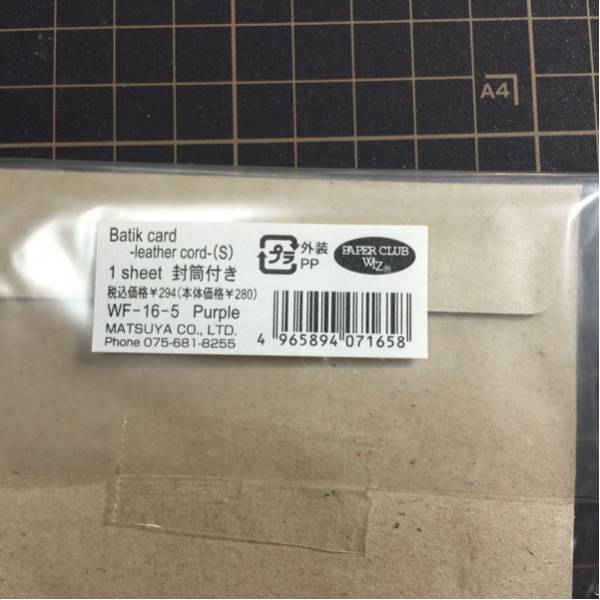 A4
Batik card
-leather cord-(S)
1 sheet 封筒付き
税込価格¥294(本体価格¥280)
WF-16-5 Purple
MATSUYA CO., LTD.
Phone 075-681-8255
プラ
外装
PP
PAPER CLUB
WIZ
4 965894 071658